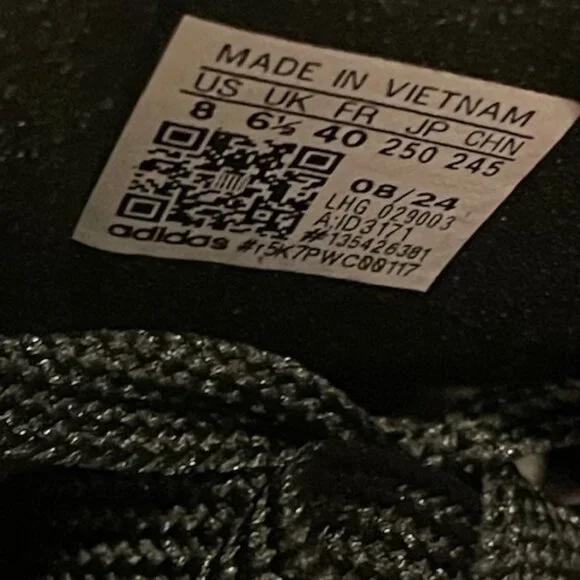 MADE IN VIETNAM
US UK FR JP CHN
8 6½ 40 250 245
08/24
LHG 029003
A:ID3171
#135426381
adidas #r5K7PWC00117